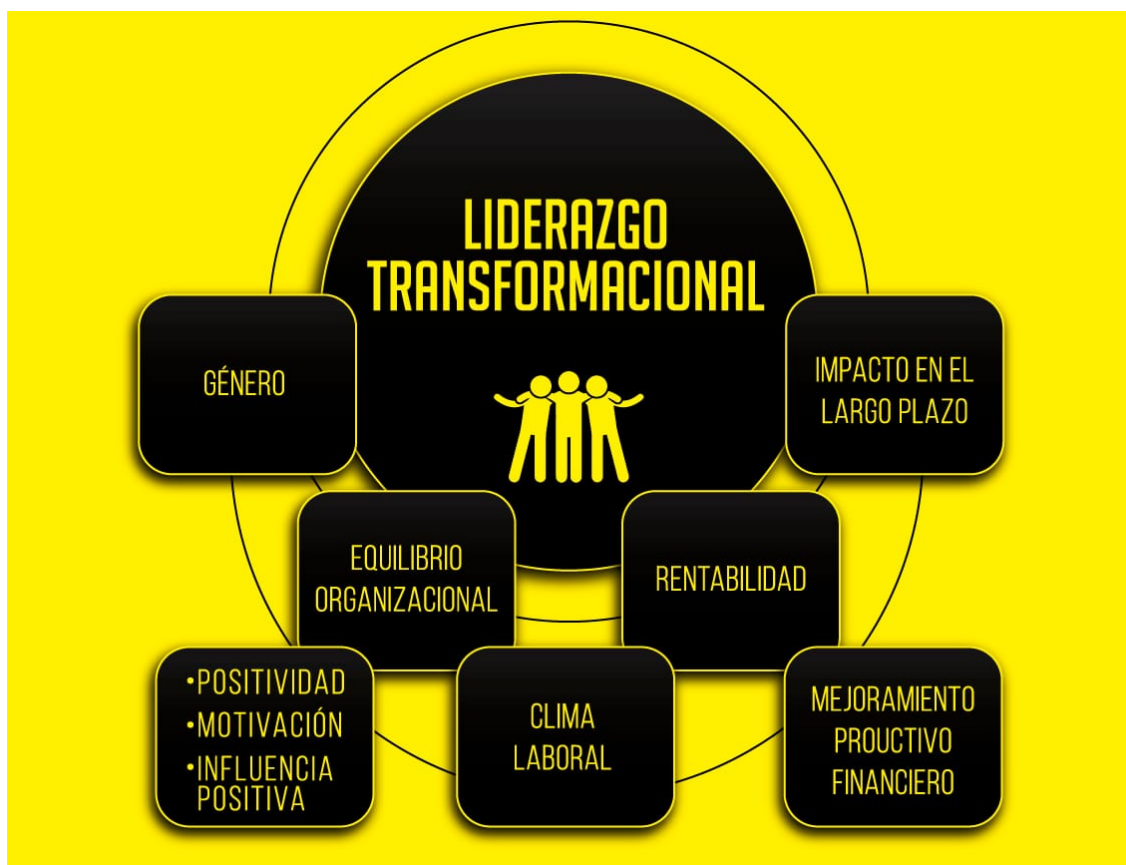 LIDERAZGO
TRANSFORMACIONAL
GÉNERO
IMPACTO EN EL
LARGO PLAZO
EQUILIBRIO
ORGANIZACIONAL
RENTABILIDAD
•POSITIVIDAD
•MOTIVACIÓN
•INFLUENCIA
POSITIVA
CLIMA
LABORAL
MEJORAMIENTO
PROUCTIVO
FINANCIERO